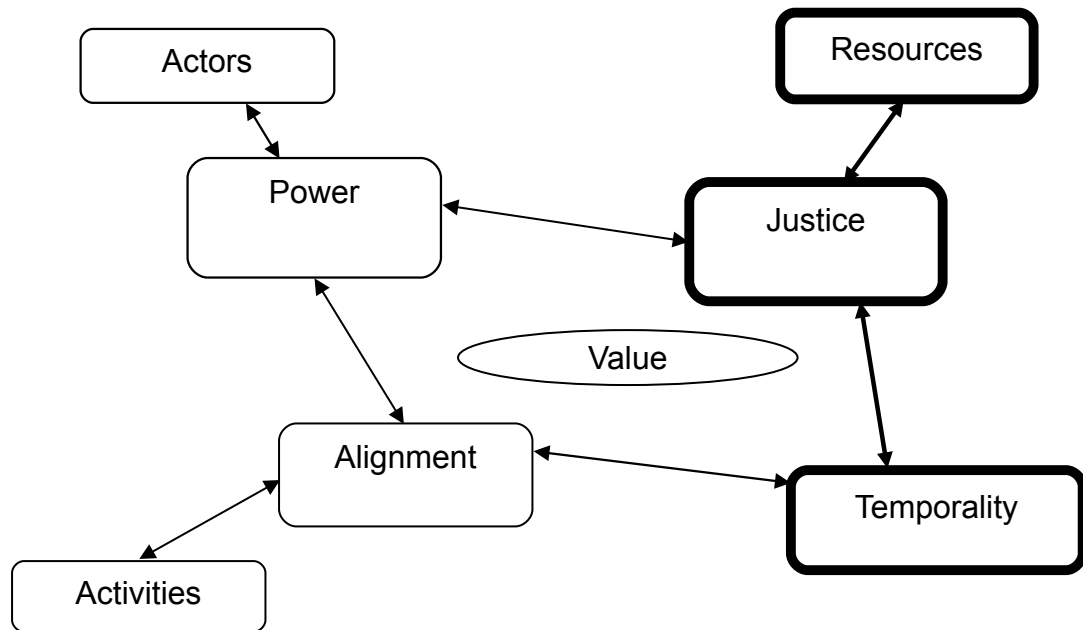 Actors
Resources
Power
Justice
Value
Alignment
Temporality
Activities